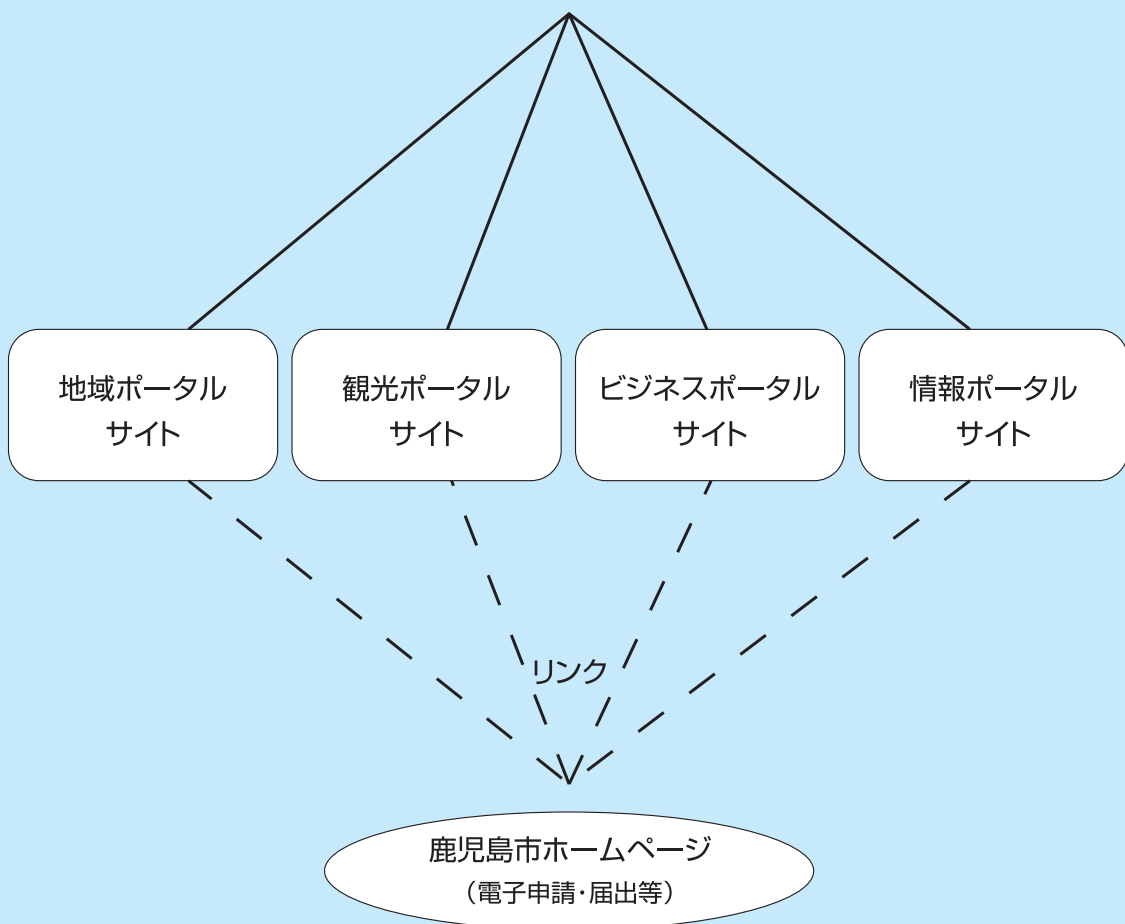 地域ポータル
サイト
観光ポータル
サイト
ビジネスポータル
サイト
情報ポータル
サイト
リンク
鹿児島市ホームページ
（電子申請・届出等）